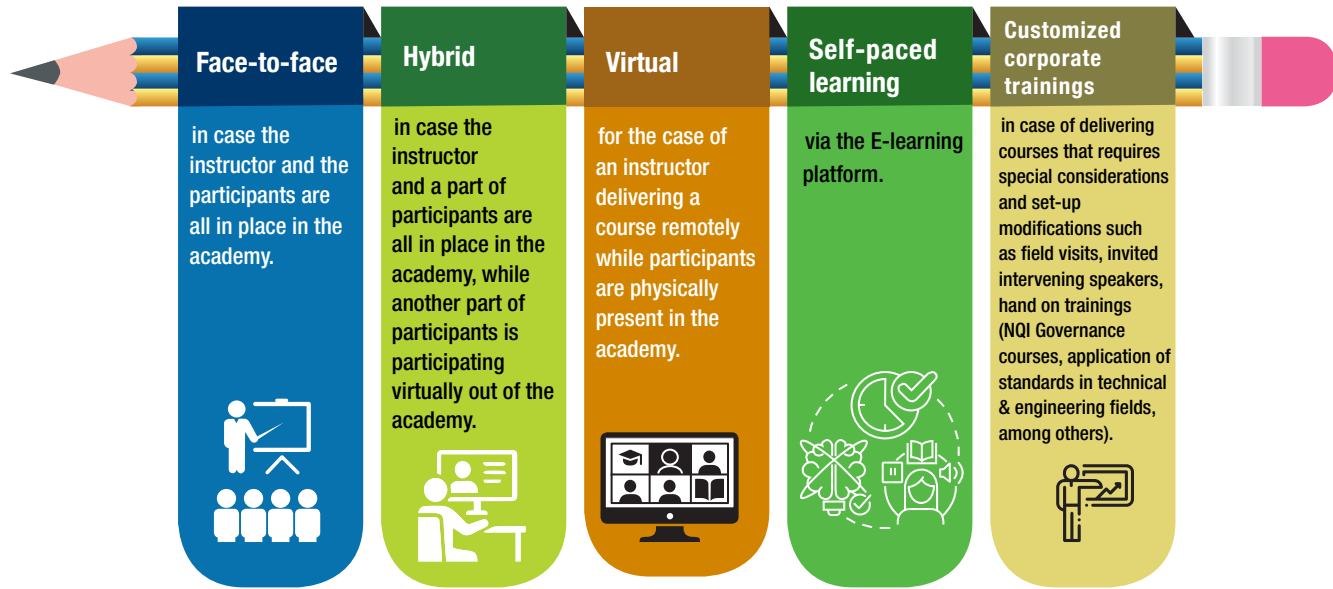 Face-to-face
in case the
instructor and the
participants are
all in place in the
academy.
Hybrid
in case the
instructor
and a part of
participants are
all in place in the
academy, while
another part of
participants is
participating
virtually out of the
academy.
Virtual
for the case of
an instructor
delivering a
course remotely
while participants
are physically
present in the
academy.
Self-paced
learning
via the E-learning
platform.
Customized
corporate
trainings
in case of delivering
courses that requires
special considerations
and set-up
modifications such
as field visits, invited
intervening speakers,
hand on trainings
(NQI Governance
courses, application of
standards in technical
& engineering fields,
among others).